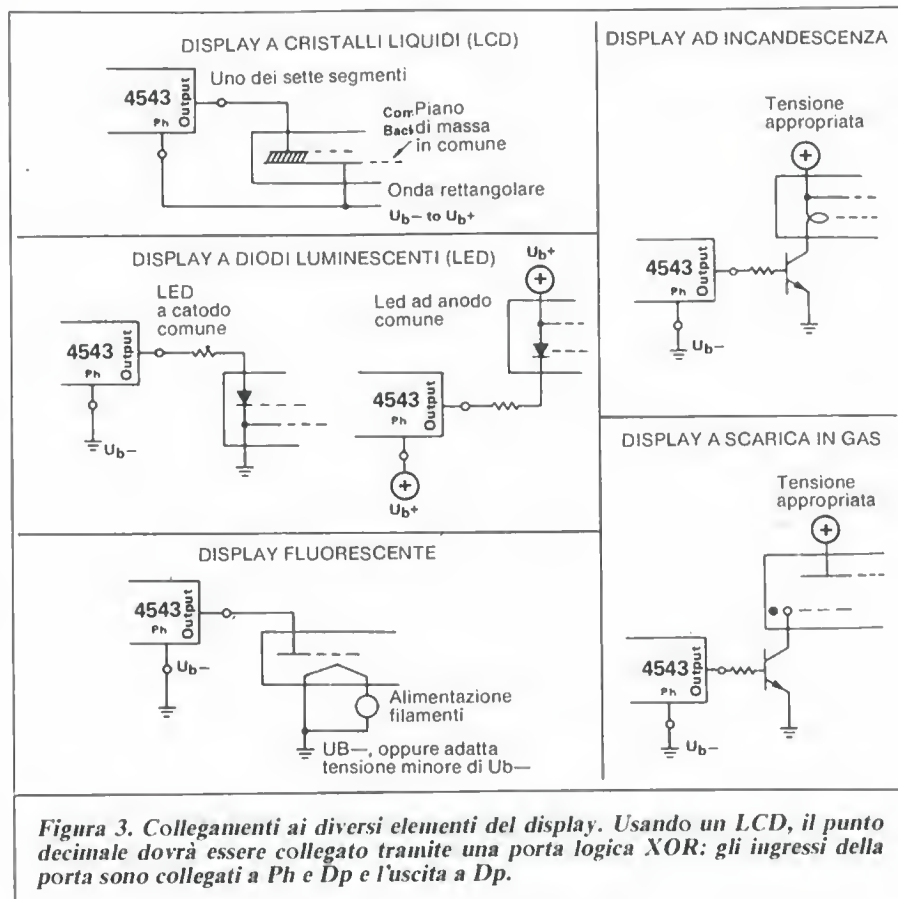 DISPLAY A CRISTALLI LIQUIDI (LCD)
Uno dei sette segmenti
4543
Ph
Output
Com Piano
Back di massa
in comune
Onda rettangolare
Ub— to Ub+
DISPLAY A DIODI LUMINESCENTI (LED)
LED
a catodo
comune
4543
Ph
Output
Ub—
Led ad anodo
comune
Ub+
4543
Ph
Output
Ub+
DISPLAY FLUORESCENTE
4543
Ph
Output
Ub—
Alimentazione
filamenti
UB—, oppure adatta
tensione minore di Ub—
DISPLAY AD INCANDESCENZA
Tensione
appropriata
4543
Ph
Output
Ub—
DISPLAY A SCARICA IN GAS
Tensione
appropriata
4543
Ph
Output
Ub—
Figura 3. Collegamenti ai diversi elementi del display. Usando un LCD, il punto
decimale dovrà essere collegato tramite una porta logica XOR: gli ingressi della
porta sono collegati a Ph e Dp e l'uscita a Dp.